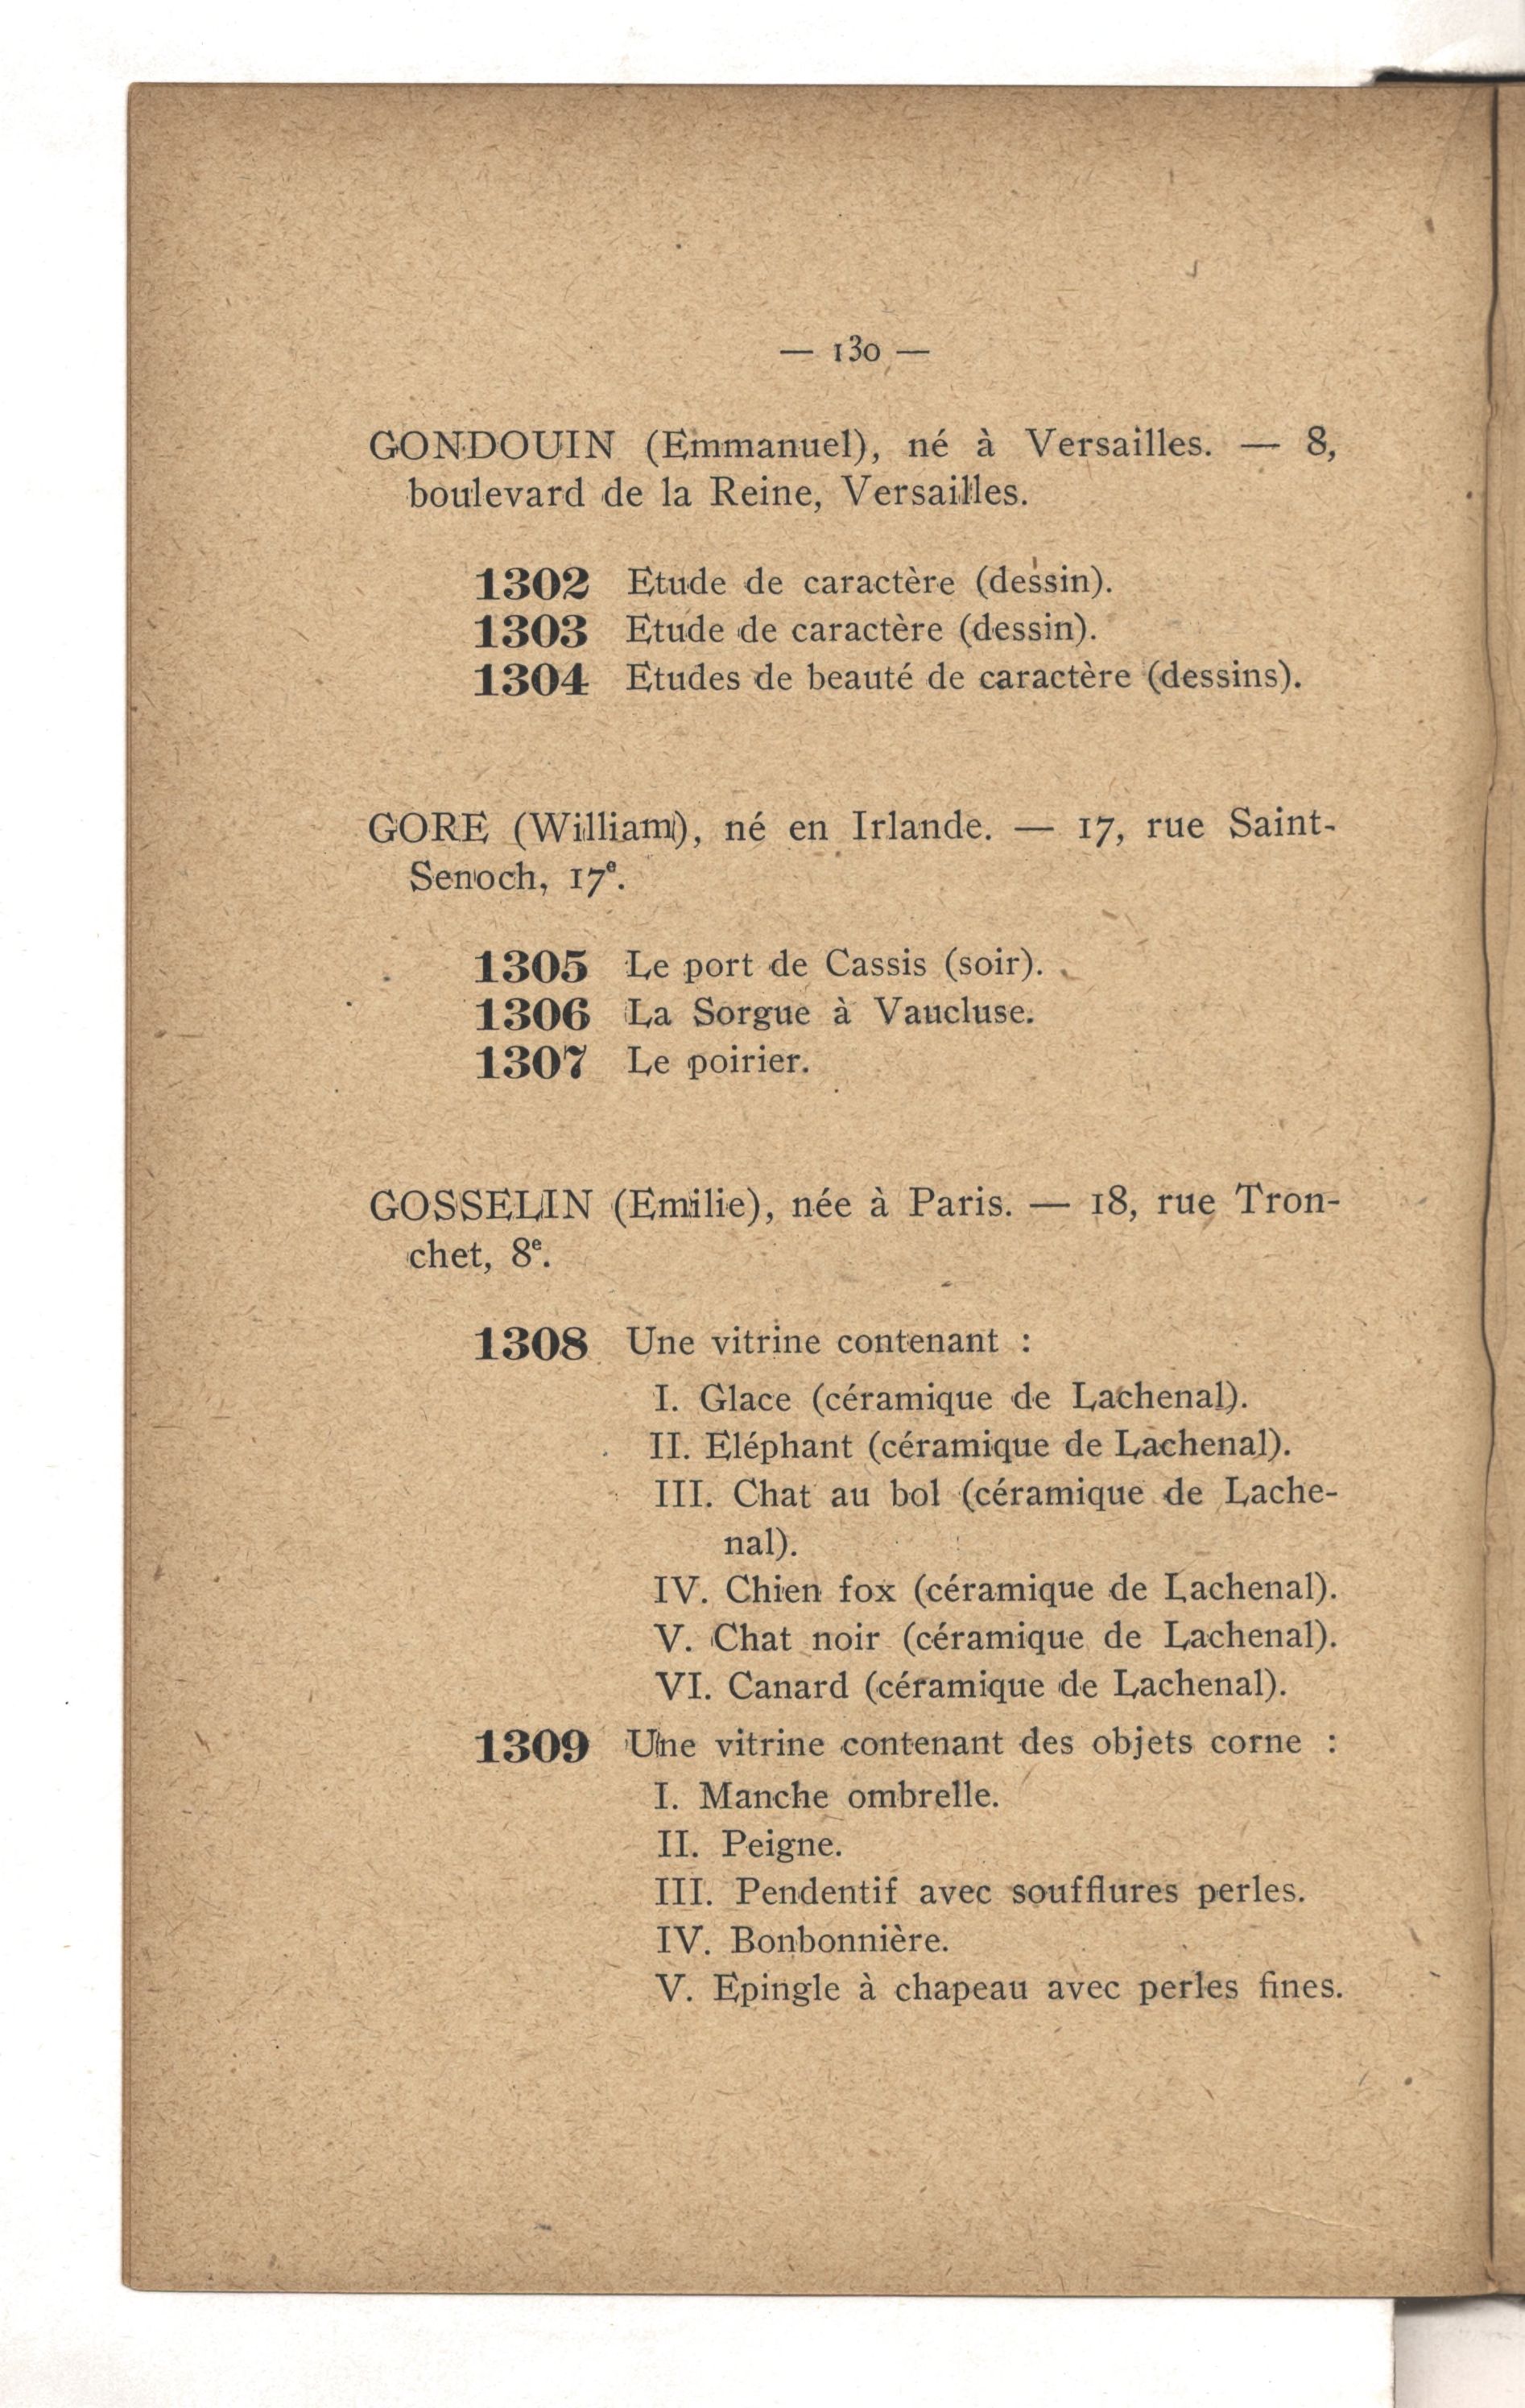 — 130 —
GONDOUIN (Emmanuel), né à Versailles. — 8,
boulevard de la Reine, Versailles.
1302 Etude de caractère (dessin).
1303 Etude de caractère (dessin).
1304 Etudes de beauté de caractère (dessins).
GORE (William), né en Irlande. — 17, rue Saint-
Senoch, 17e.
1305 Le port de Cassis (soir).
1306 La Sorgue à Vaucluse.
1307 Le poirier.
GOSSELIN (Emilie), née à Paris. — 18, rue Tron-
chet, 8e.
1308 Une vitrine contenant :
I. Glace (céramique de Lachenal).
II. Eléphant (céramique de Lachenal).
III. Chat au bol (céramique de Lache-
nal).
IV. Chien fox (céramique de Lachenal).
V. Chat noir (céramique de Lachenal).
VI. Canard (céramique de Lachenal).
1309 Une vitrine contenant des objets corne :
I. Manche ombrelle.
II. Peigne.
III. Pendentif avec soufflures perles.
IV. Bonbonnière.
V. Epingle à chapeau avec perles fines.